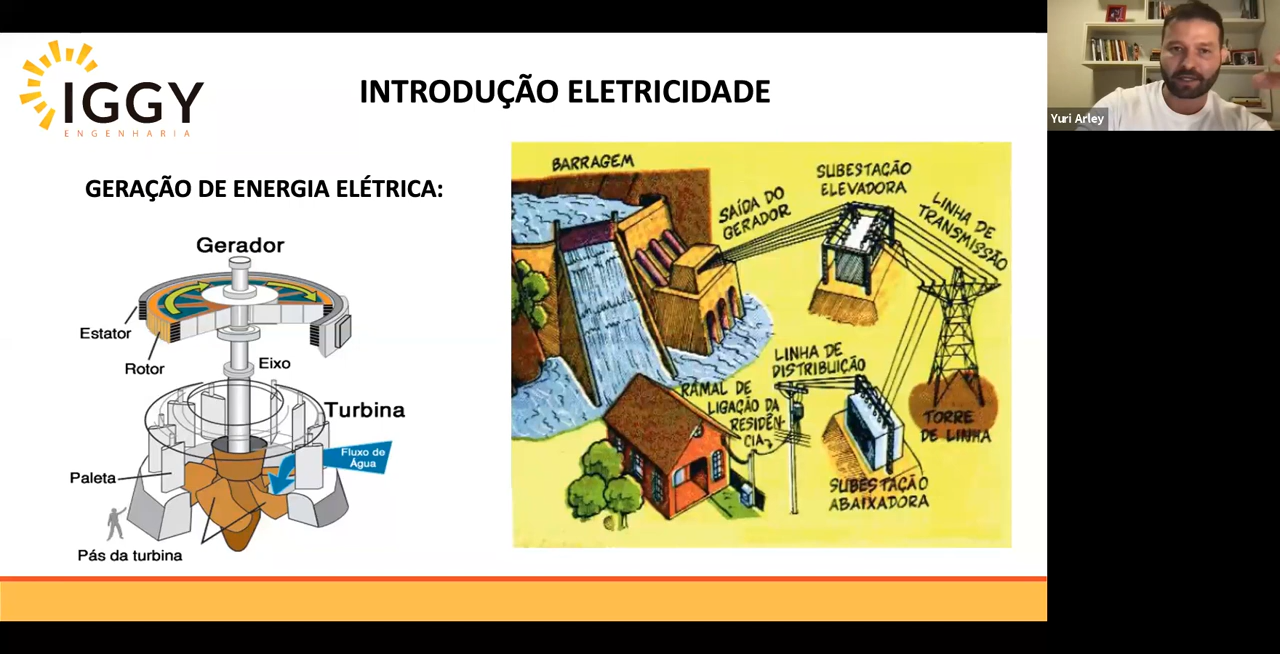 IGGY
ENGENHARIA
INTRODUÇÃO ELETRICIDADE
Yuri Arley
GERAÇÃO DE ENERGIA ELÉTRICA:
Gerador
Estator
Rotor
Eixo
Turbina
Fluxo de
Água
Paleta
Pás da turbina
BARRAGEM
SAÍDA DO
GERADOR
SUBESTAÇÃO
ELEVADORA
LINHA DE
TRANSMISSÃO
LINHA DE
DISTRIBUIÇÃO
RAMAL DE
LIGAÇÃO DA
RESIDÊN-
CIA
TORRE
DE LINHA
SUBESTAÇÃO
ABAIXADORA